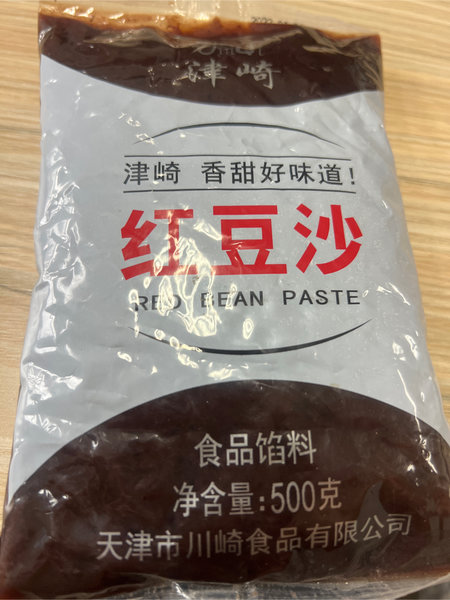 津崎
津崎 香甜好味道!
红豆沙
RED BEAN PASTE
食品馅料
净含量:500克
天津市川崎食品有限公司